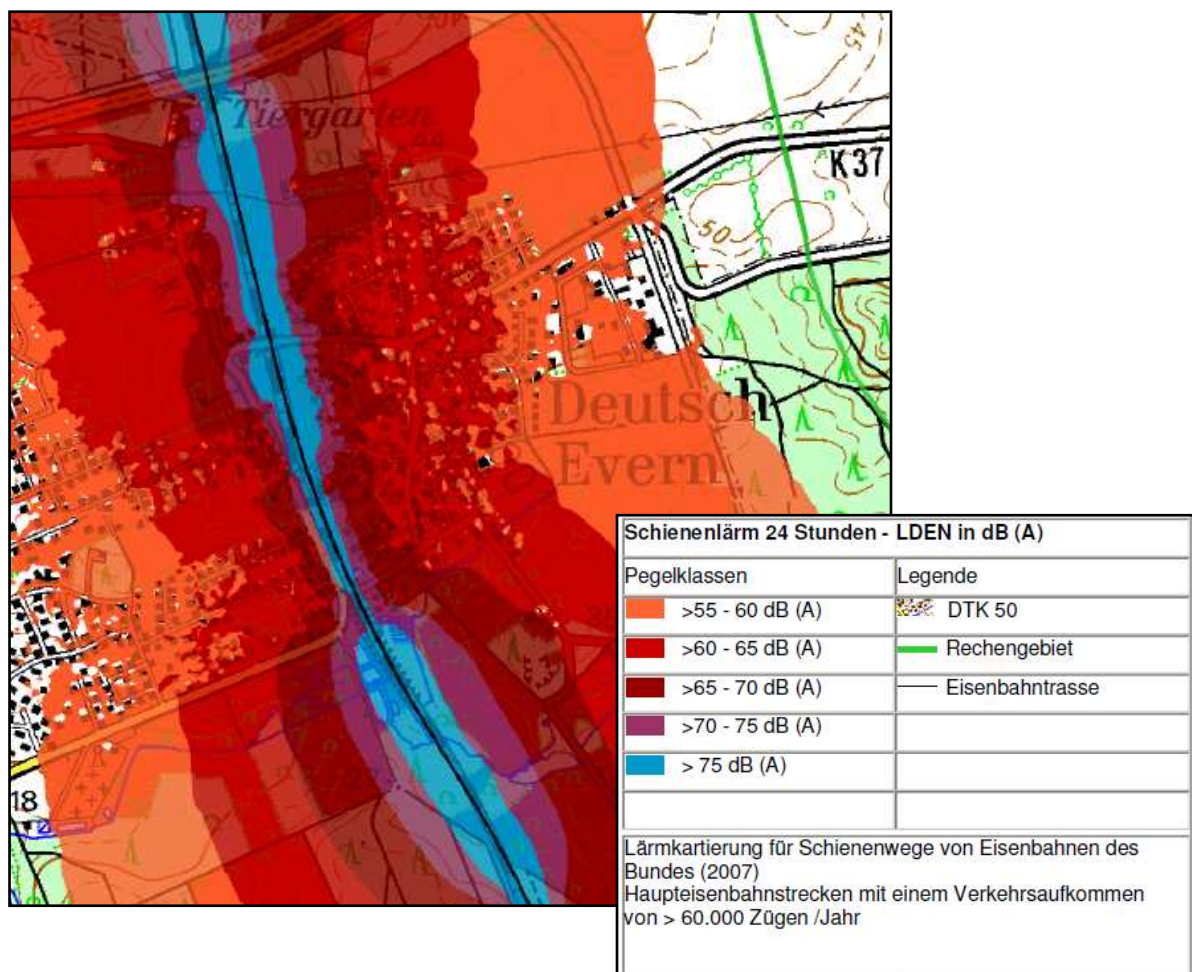 Tiergarten
45
K37
50
Deutsch
Evern
18
Schienenlärm 24 Stunden - LDEN in dB (A)
Pegelklassen Legende
>55 - 60 dB (A) DTK 50
>60 - 65 dB (A) Rechengebiet
>65 - 70 dB (A) Eisenbahntrasse
>70 - 75 dB (A)
> 75 dB (A)
Lärmkartierung für Schienenwege von Eisenbahnen des
Bundes (2007)
Haupteisenbahnstrecken mit einem Verkehrsaufkommen
von > 60.000 Zügen /Jahr